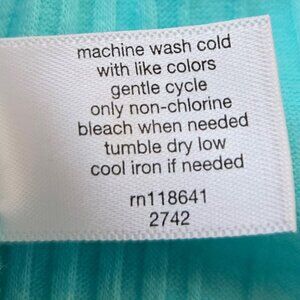 machine wash cold
with like colors
gentle cycle
only non-chlorine
bleach when needed
tumble dry low
cool iron if needed
rn118641
2742